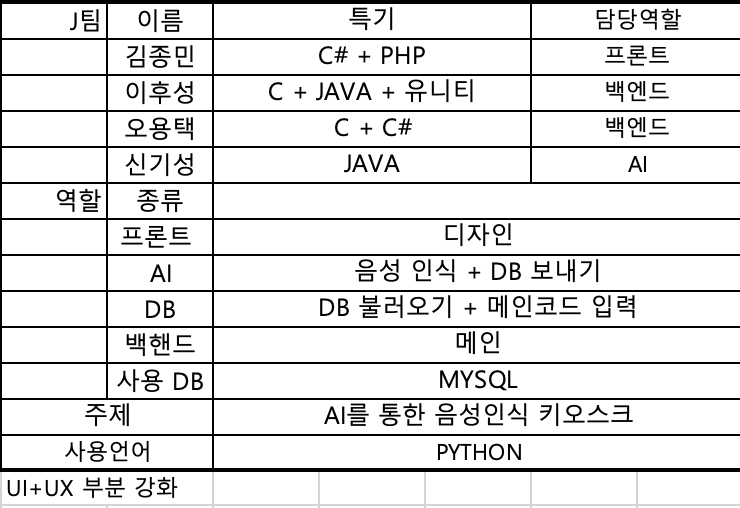 J팀 이름 특기 담당역할
김종민 C# + PHP 프론트
이후성 C + JAVA + 유니티 백엔드
오용택 C + C# 백엔드
신기성 JAVA AI
역할 종류
프론트 디자인
AI 음성 인식 + DB 보내기
DB DB 불러오기 + 메인코드 입력
백핸드 메인
사용 DB MYSQL
주제 AI를 통한 음성인식 키오스크
사용언어 PYTHON
UI+UX 부분 강화